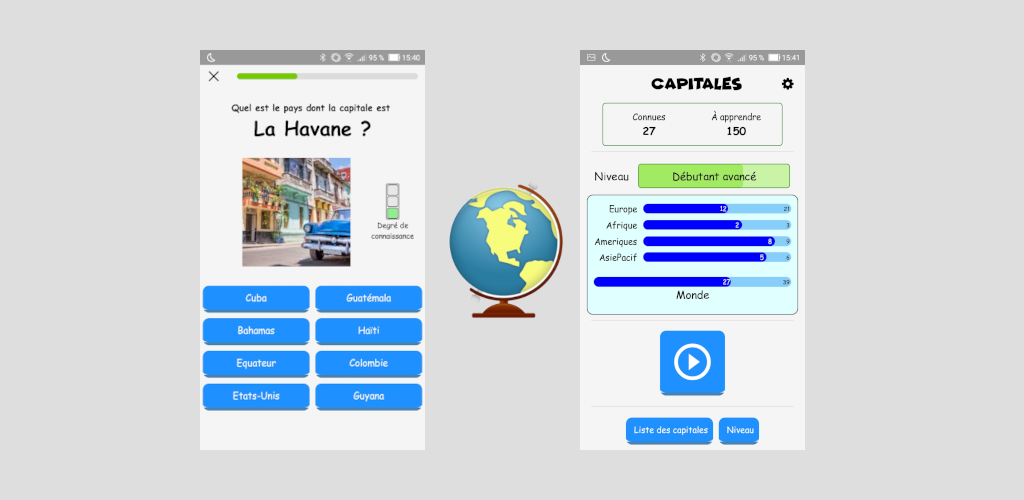 95 % 15:40
Quel est le pays dont la capitale est
La Havane ?
Degré de
connaissance
Cuba Guatémala
Bahamas Haïti
Equateur Colombie
Etats-Unis Guyana
95 % 15:41
CAPITALES
Connues À apprendre
27 150
Niveau Débutant avancé
Europe 12 21
Afrique 2 3
Ameriques 8 9
AsiePacif 5 6
27 39
Monde
Liste des capitales Niveau